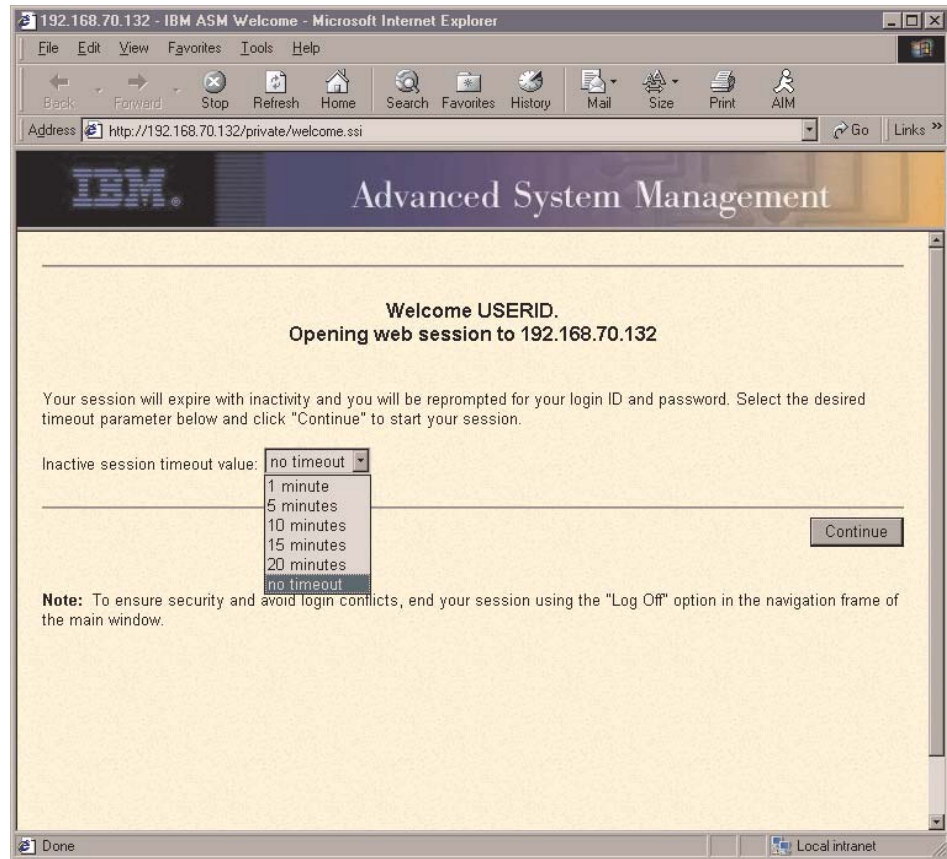 192.168.70.132 - IBM ASM Welcome - Microsoft Internet Explorer
File Edit View Favorites Tools Help
Back Forward Stop Refresh Home Search Favorites History Mail Size Print AIM
Address http://192.168.70.132/private/welcome.ssi Go Links »
IBM® Advanced System Management
Welcome USERID.
Opening web session to 192.168.70.132
Your session will expire with inactivity and you will be reprompted for your login ID and password. Select the desired
timeout parameter below and click "Continue" to start your session.
Inactive session timeout value: no timeout
1 minute
5 minutes
10 minutes
15 minutes
20 minutes
no timeout
Continue
Note: To ensure security and avoid login conflicts, end your session using the "Log Off" option in the navigation frame of
the main window.
Done Local intranet